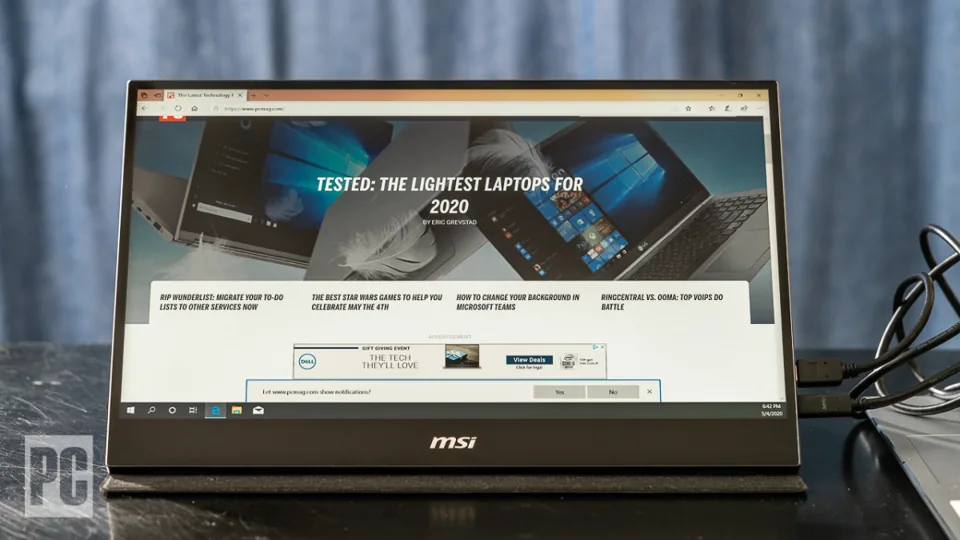 The Latest Technology
https://www.pcmag.com/
PC
TESTED: THE LIGHTEST LAPTOPS FOR
2020
BY ERIC GREVSTAD
LG
RIP WUNDERLIST: MIGRATE YOUR TO-DO
LISTS TO OTHER SERVICES NOW
THE BEST STAR WARS GAMES TO HELP YOU
CELEBRATE MAY THE 4TH
HOW TO CHANGE YOUR BACKGROUND IN
MICROSOFT TEAMS
RINGCENTRAL VS. OOMA: TOP VOIPS DO
BATTLE
ADVERTISEMENT
DELL
GIFT GIVING EVENT
THE TECH
THEY'LL LOVE
View Deals
Click for legal
Let www.pcmag.com show notifications?
Yes
No
6:42 PM
5/4/2020
msi
PC